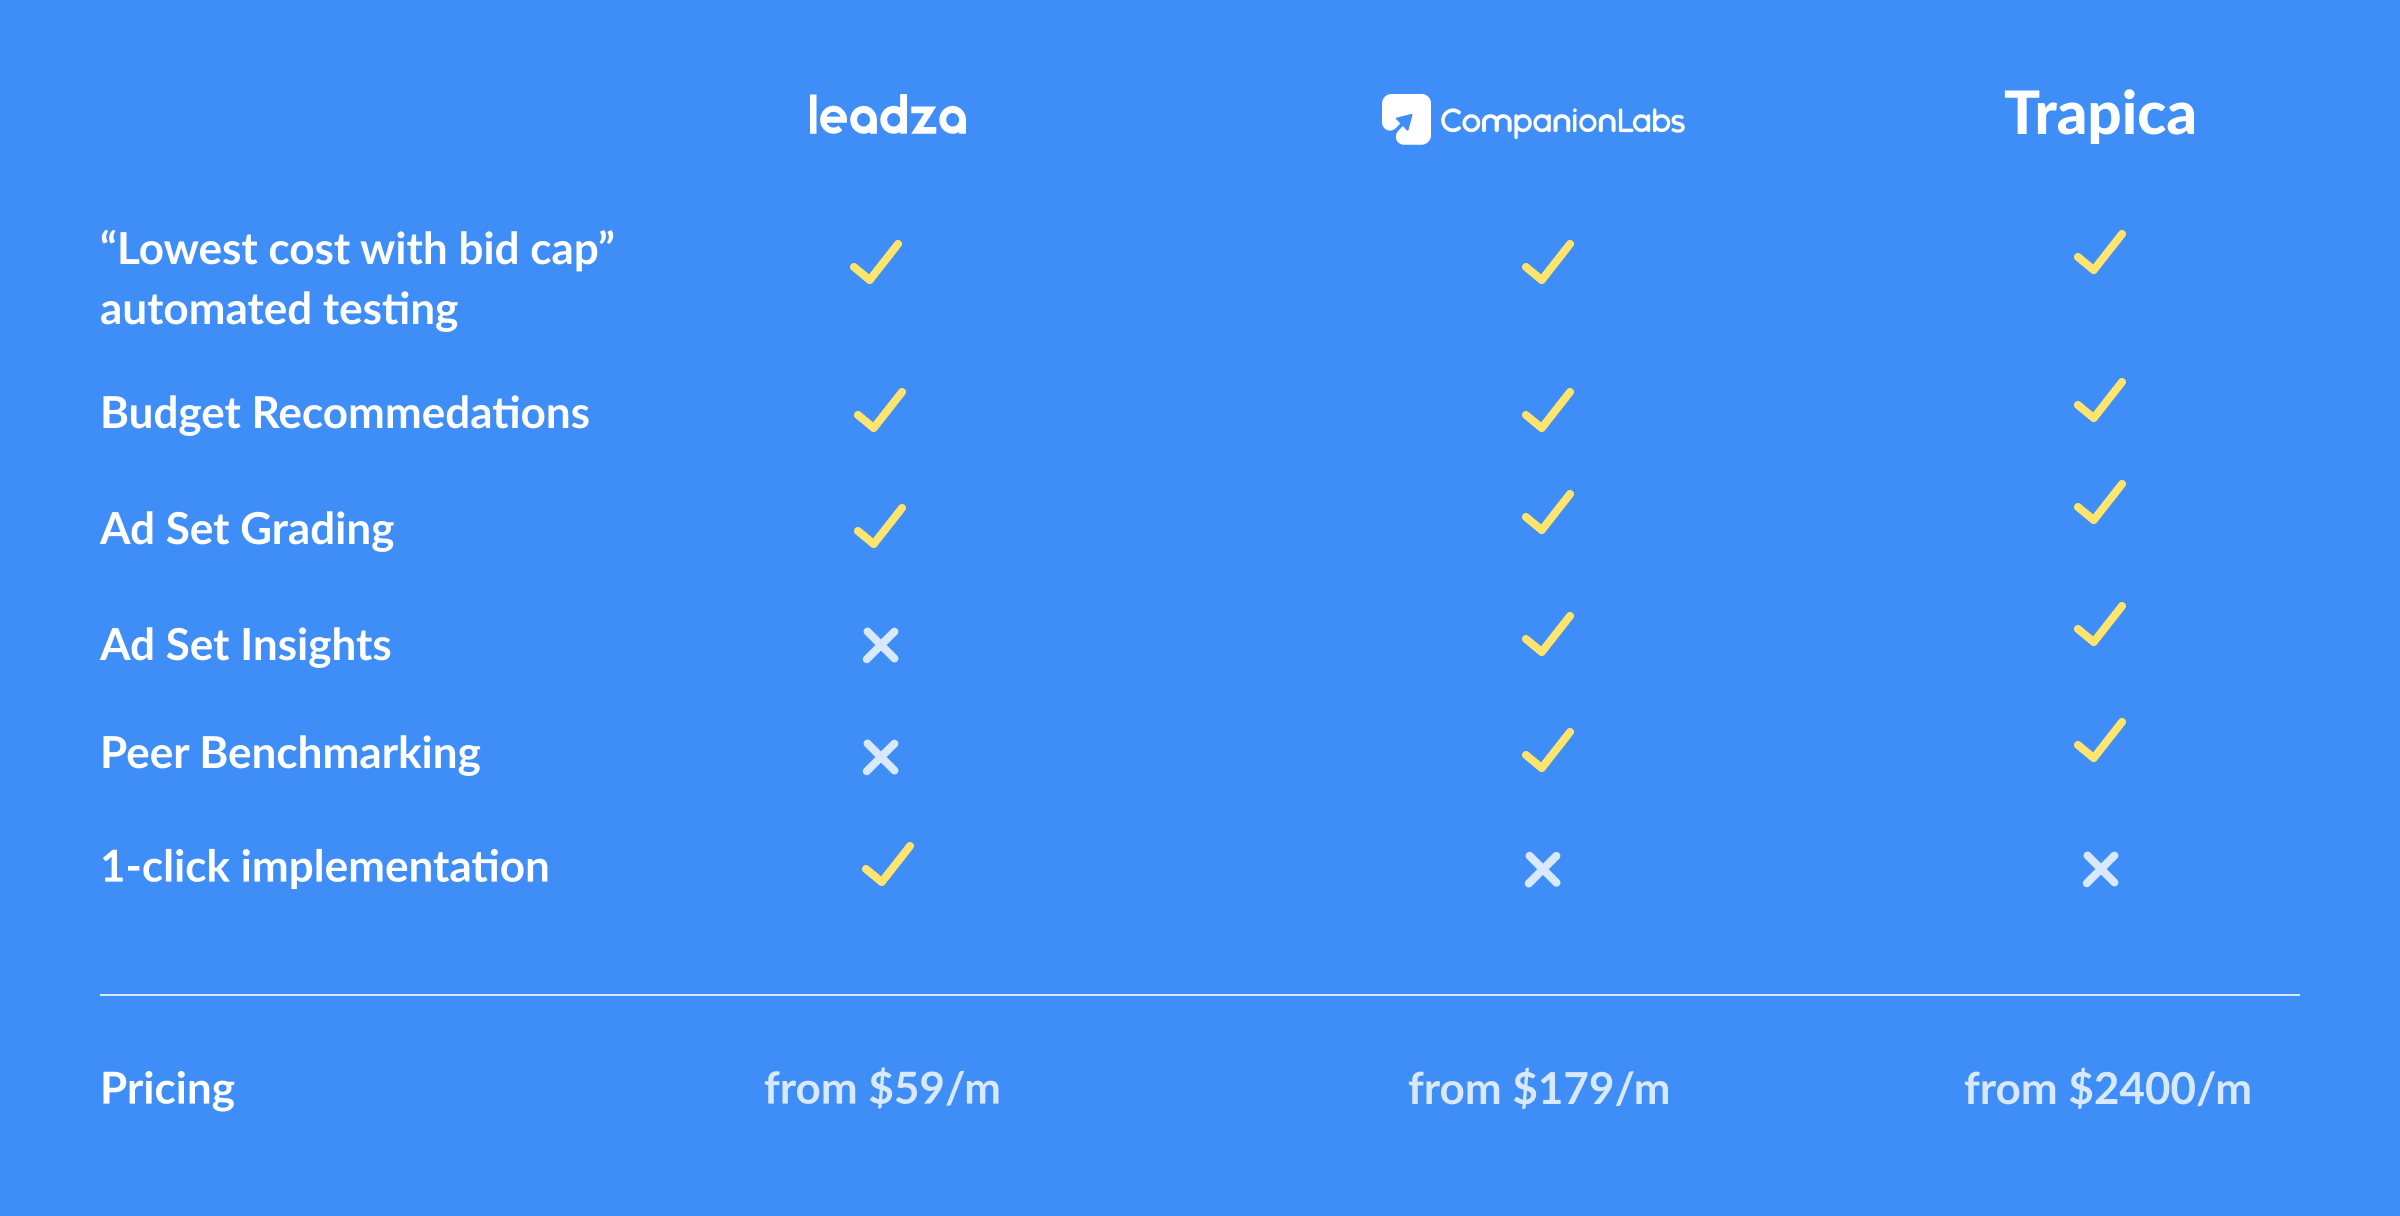 leadza CompanionLabs Trapica
“Lowest cost with bid cap”
automated testing
Budget Recommedations
Ad Set Grading
Ad Set Insights
Peer Benchmarking
1-click implementation
Pricing from $59/m from $179/m from $2400/m